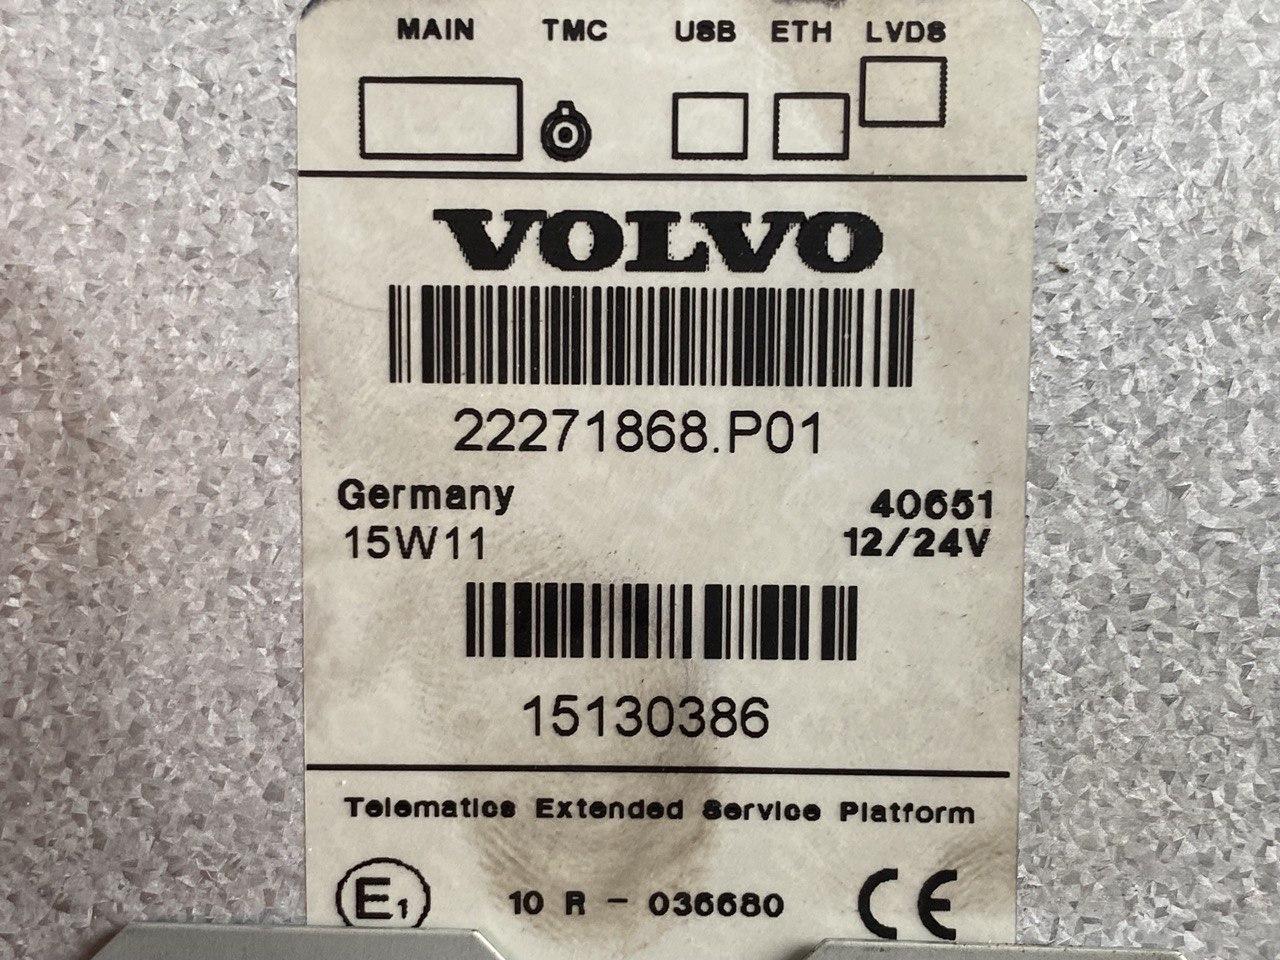 MAIN TMC USB ETH LVDS
VOLVO
22271868.P01
Germany 40651
15W11 12/24V
15130386
Telematics Extended Service Platform
E1 10 R - 036680 CE